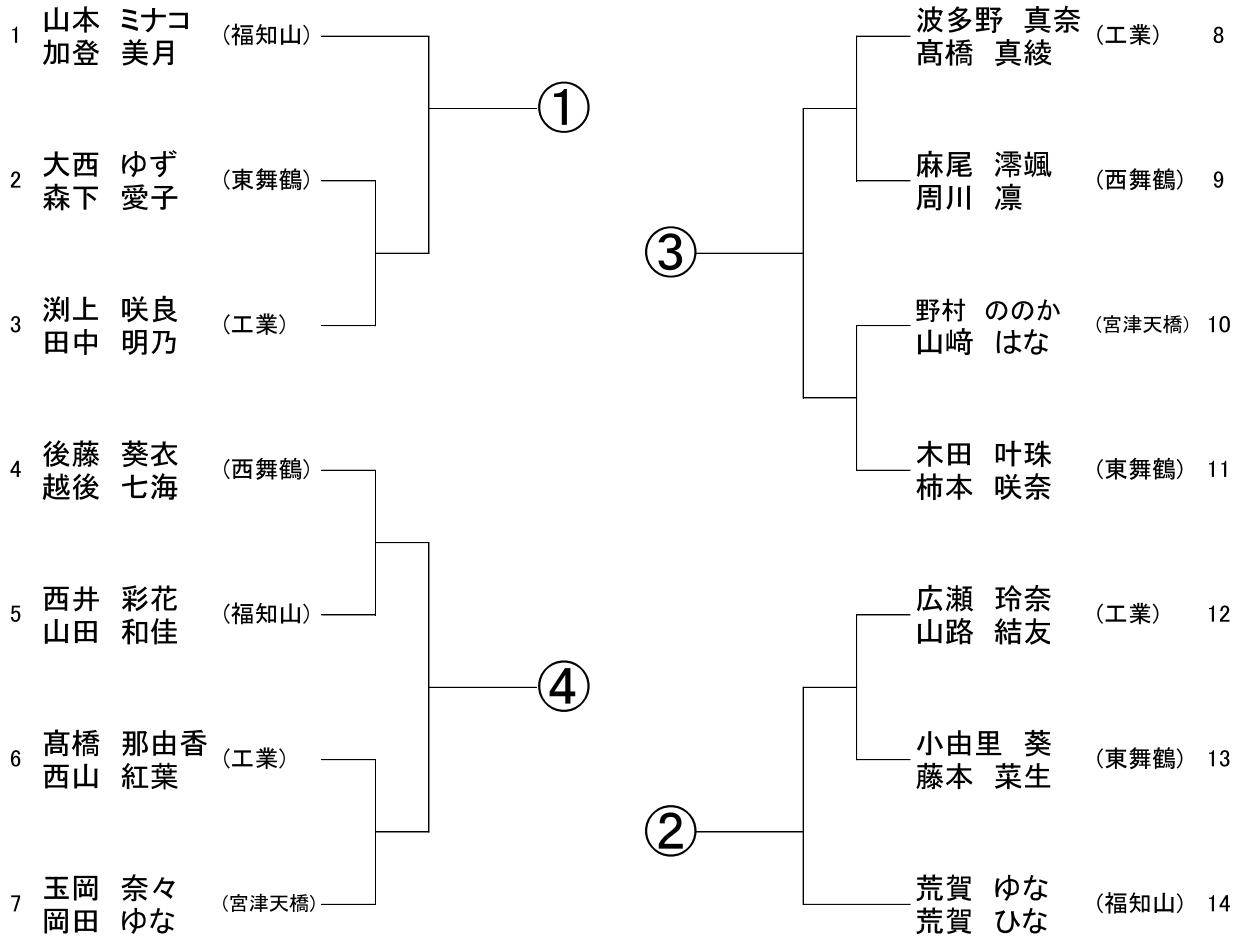 1 山本 ミナコ (福知山)
加登 美月
①
2 大西 ゆず (東舞鶴)
森下 愛子
3 渕上 咲良 (工業)
田中 明乃
4 後藤 葵衣 (西舞鶴)
越後 七海
5 西井 彩花 (福知山)
山田 和佳
④
6 髙橋 那由香 (工業)
西山 紅葉
7 玉岡 奈々 (宮津天橋)
岡田 ゆな
波多野 真奈 (工業) 8
髙橋 真綾
麻尾 澪颯 (西舞鶴) 9
周川 凛
③
野村 ののか (宮津天橋) 10
山﨑 はな
木田 叶珠 (東舞鶴) 11
柿本 咲奈
広瀬 玲奈 (工業) 12
山路 結友
小由里 葵 (東舞鶴) 13
藤本 菜生
②
荒賀 ゆな (福知山) 14
荒賀 ひな